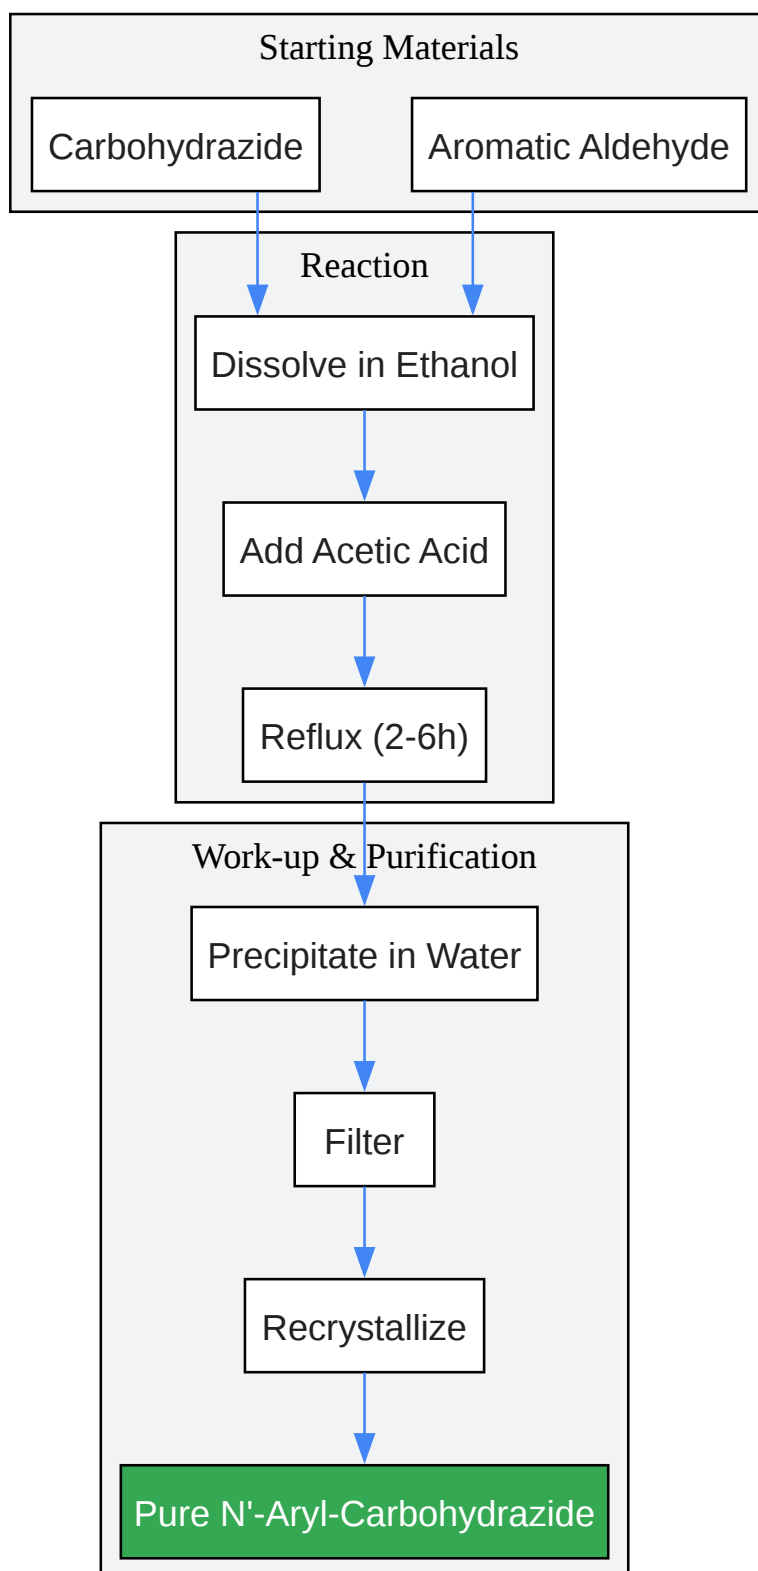 Starting Materials
Carbohydrazide
Aromatic Aldehyde
Reaction
Dissolve in Ethanol
Add Acetic Acid
Reflux (2-6h)
Work-up & Purification
Precipitate in Water
Filter
Recrystallize
Pure N'-Aryl-Carbohydrazide